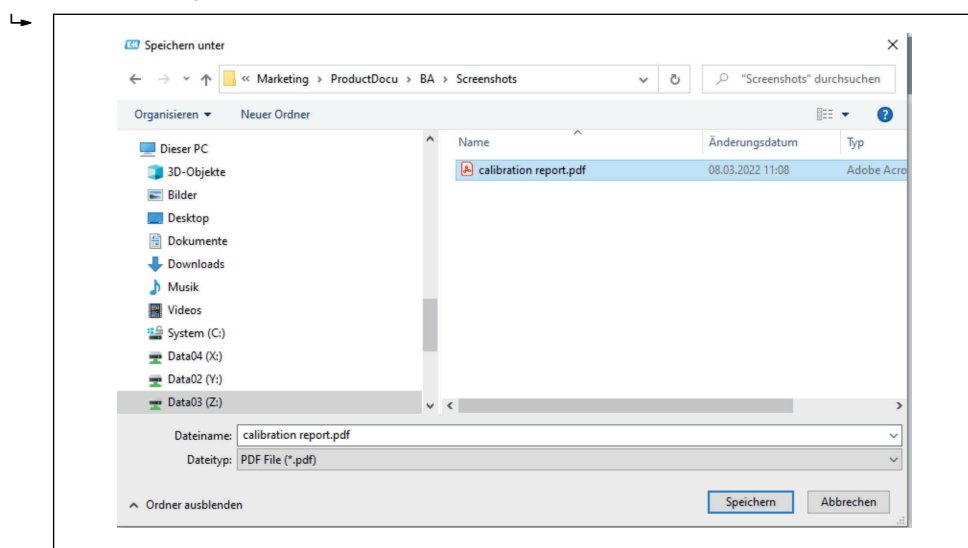 Speichern unter
« Marketing > ProductDocu > BA > Screenshots
"Screenshots" durchsuchen
Organisieren
Neuer Ordner
Dieser PC
3D-Objekte
Bilder
Desktop
Dokumente
Downloads
Musik
Videos
System (C:)
Data04 (X:)
Data02 (Y:)
Data03 (Z:)
Name Änderungsdatum Typ
calibration report.pdf 08.03.2022 11:08 Adobe Acro
Dateiname: calibration report.pdf
Dateityp: PDF File (*.pdf)
Ordner ausblenden
Speichern
Abbrechen